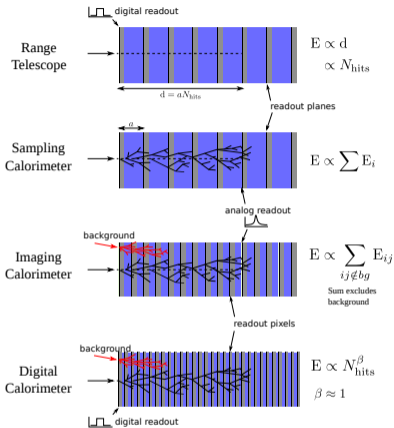 digital readout
Range
Telescope
E ∝ d
∝ N_hits
d = aN_hits
readout planes
a
Sampling
Calorimeter
E ∝ ∑ E_i
analog readout
background
Imaging
Calorimeter
E ∝ ∑ E_ij
ij∉bg
Sum excludes
background
readout pixels
background
Digital
Calorimeter
E ∝ N^β_hits
β ≈ 1
digital readout